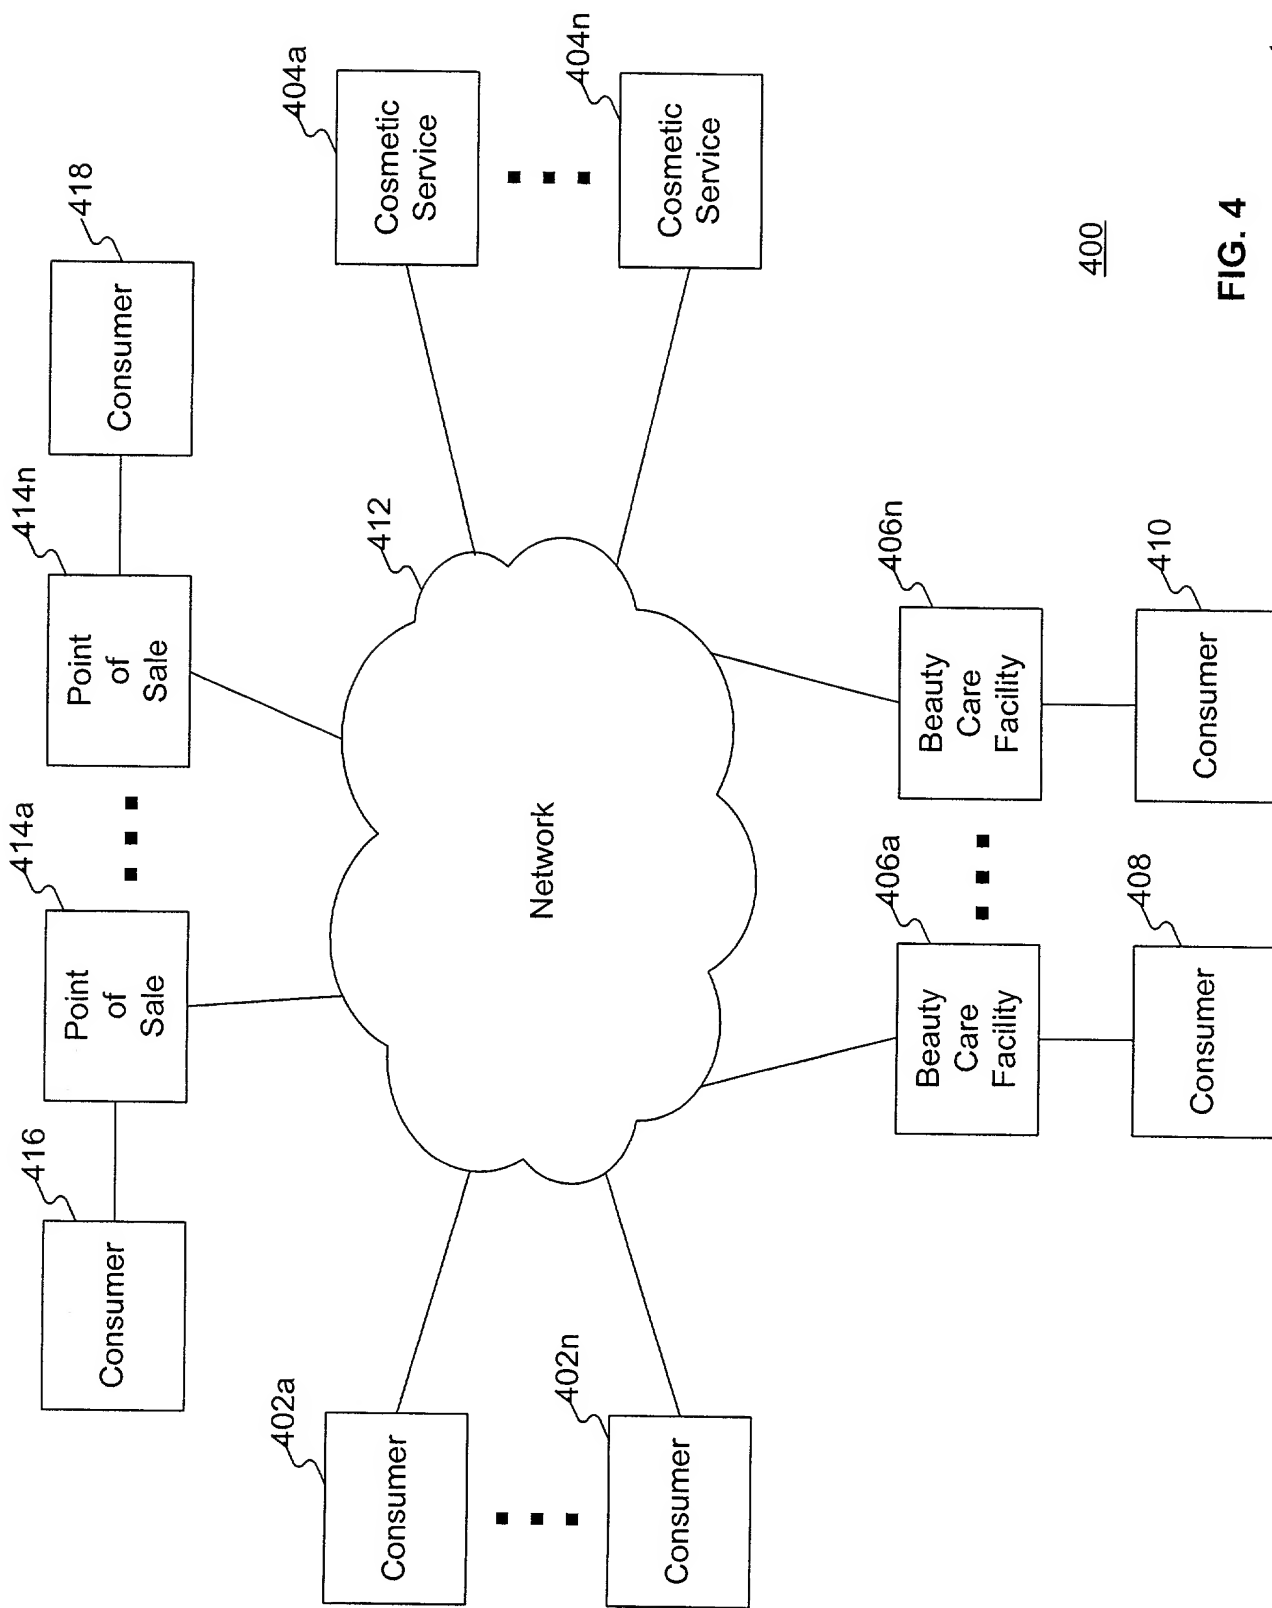 416
Consumer
414a
Point
of
Sale
414n
Point
of
Sale
418
Consumer
402a
Consumer
402n
Consumer
412
Network
404a
Cosmetic
Service
404n
Cosmetic
Service
406a
Beauty
Care
Facility
406n
Beauty
Care
Facility
408
Consumer
410
Consumer
400
FIG. 4